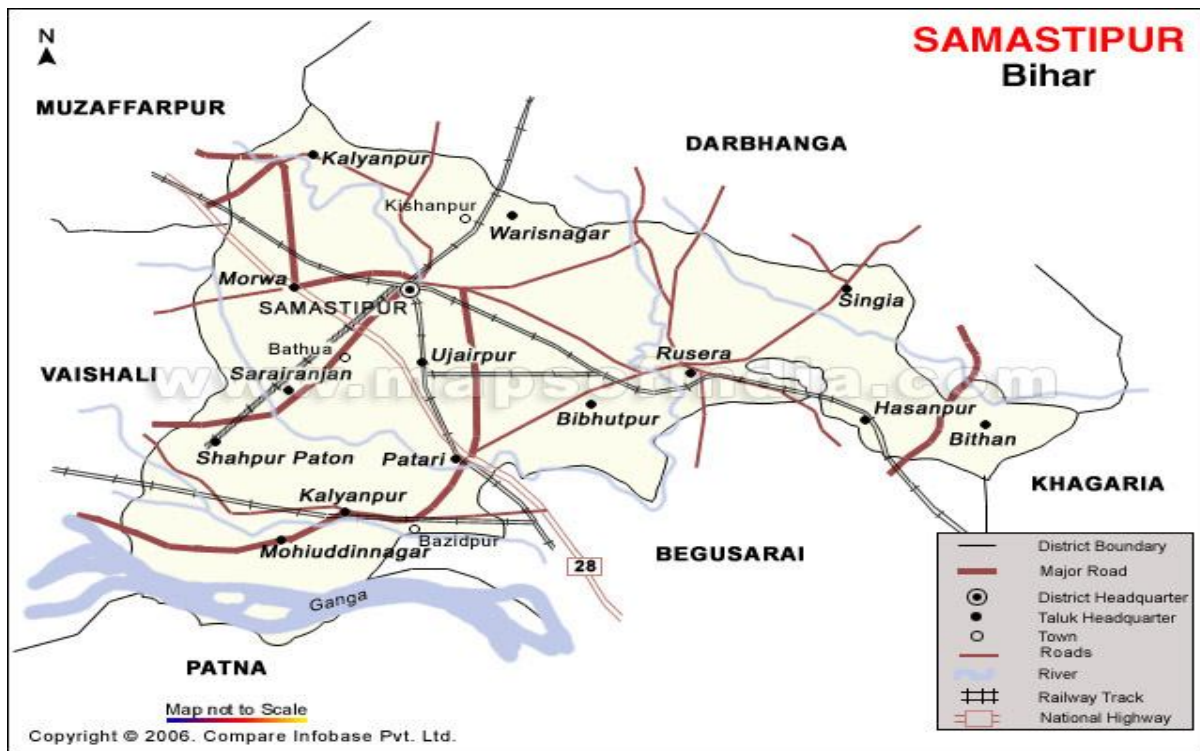 SAMASTIPUR
Bihar
N
MUZAFFARPUR
DARBHANGA
Kalyanpur
Kishanpur
Warisnagar
Morwa
SAMASTIPUR
Singia
Bathua
Ujairpur
Rusera
VAISHALI
www.mapsofindia.com
Sarairanjan
Bibhutpur
Hasanpur
Bithan
Shahpur Paton
Patari
Kalyanpur
KHAGARIA
Bazidpur
Mohiuddinnagar
BEGUSARAI
28
Ganga
PATNA
District Boundary
Major Road
District Headquarter
Taluk Headquarter
Town
Roads
River
Railway Track
National Highway
Map not to Scale
Copyright © 2006. Compare Infobase Pvt. Ltd.